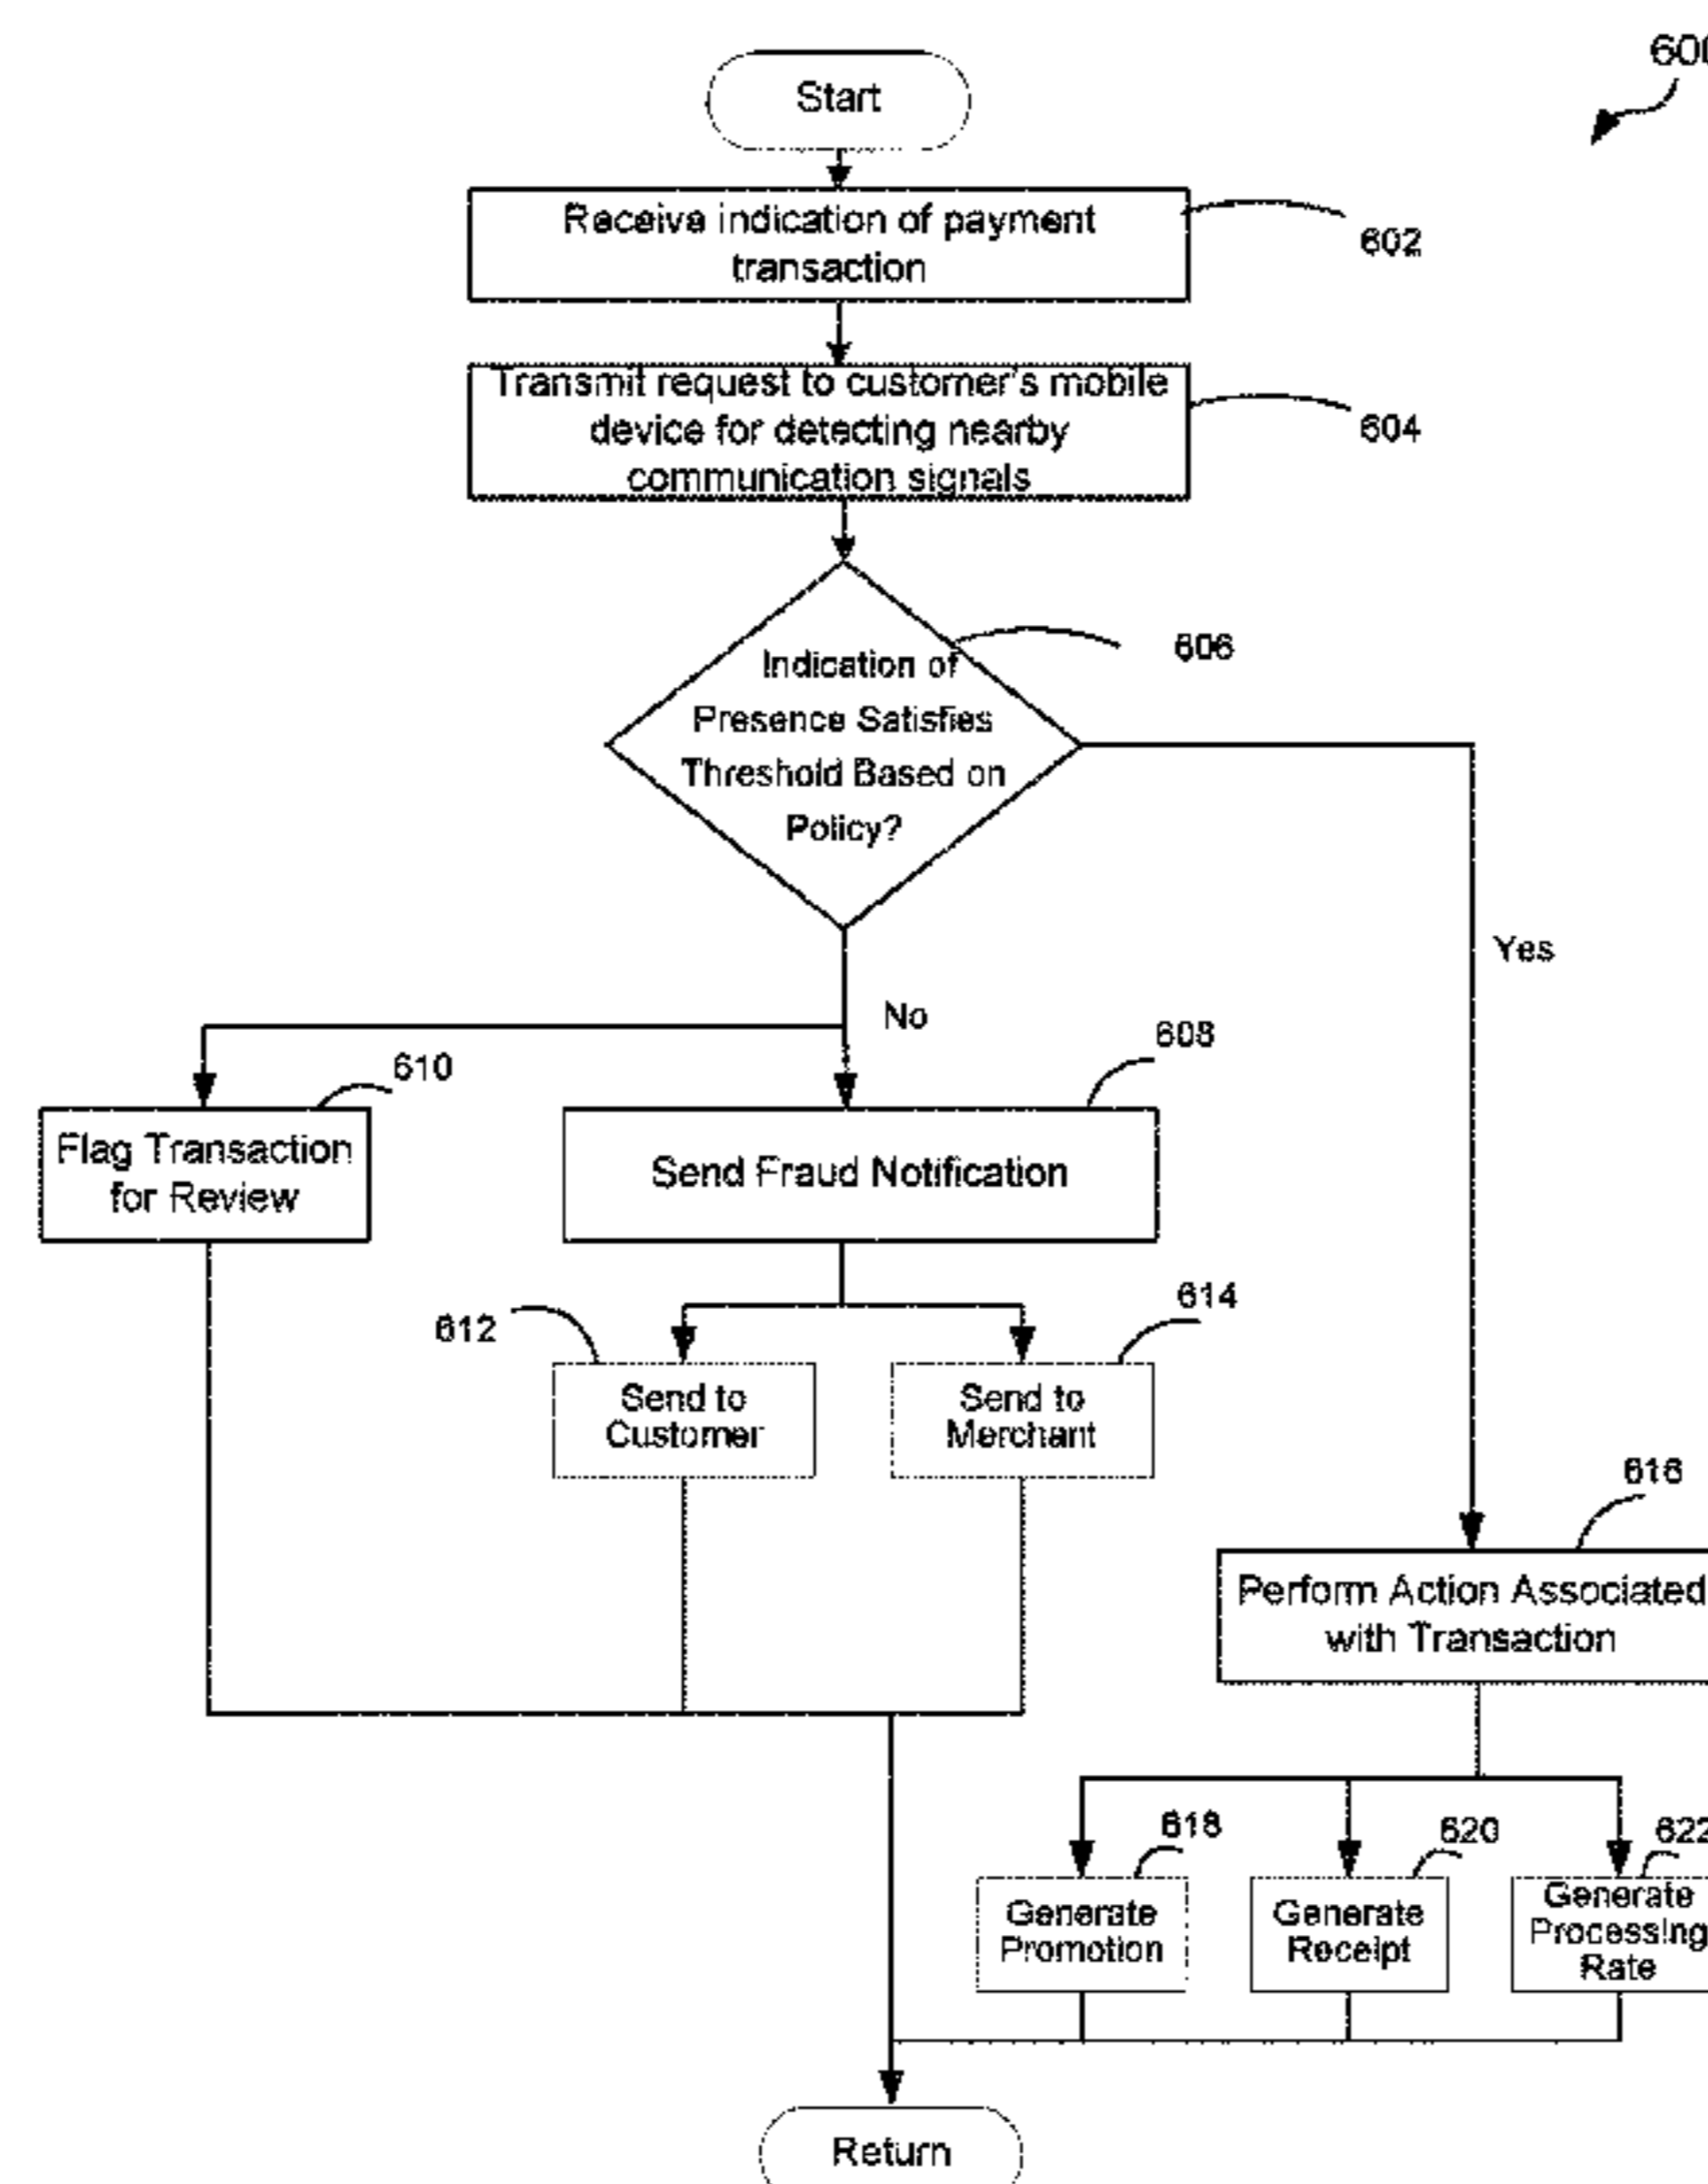 600
Start
Receive indication of payment
transaction
602
Transmit request to customer's mobile
device for detecting nearby
communication signals
604
606
Indication of
Presence Satisfies
Threshold Based on
Policy?
Yes
No
608
610
Flag Transaction
for Review
Send Fraud Notification
612
614
Send to
Customer
Send to
Merchant
616
Perform Action Associated
with Transaction
618
620
622
Generate
Promotion
Generate
Receipt
Generate
Processing
Rate
Return